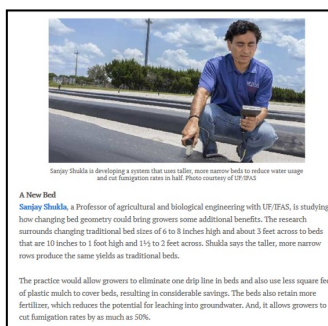 Sanjay Shukla is developing a system that uses taller, more narrow beds to reduce water usage
and cut fumigation rates in half. Photo courtesy of UF/IFAS
A New Bed
Sanjay Shukla, a Professor of agricultural and biological engineering with UF/IFAS, is studying
how changing bed geometry could bring growers some additional benefits. The research
surrounds changing traditional bed sizes of 6 to 8 inches high and about 3 feet across to beds
that are 10 inches to 1 foot high and 1½ to 2 feet across. Shukla says the taller, more narrow
rows produce the same yields as traditional beds.
The practice would allow growers to eliminate one drip line in beds and also use less square feet
of plastic mulch to cover beds, resulting in considerable savings. The beds also retain more
fertilizer, which reduces the potential for leaching into groundwater. And, it allows growers to
cut fumigation rates by as much as 50%.